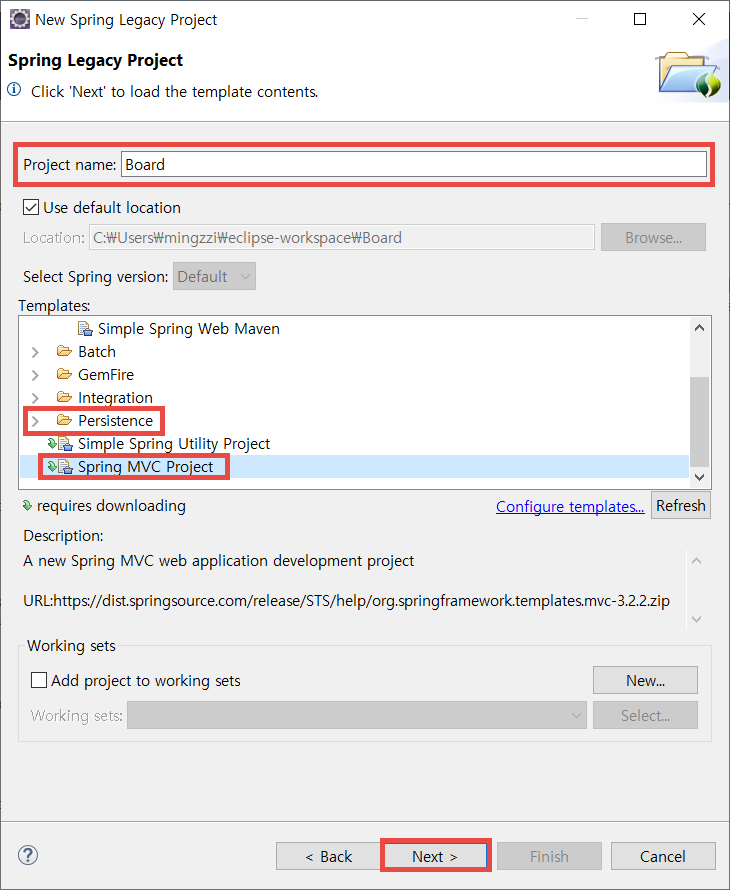 New Spring Legacy Project
Spring Legacy Project
Click 'Next' to load the template contents.
Project name: Board
Use default location
Location: C:₩Users₩mingzzi₩eclipse-workspace₩Board Browse...
Select Spring version: Default
Templates:
Simple Spring Web Maven
Batch
GemFire
Integration
Persistence
Simple Spring Utility Project
Spring MVC Project
requires downloading Configure templates... Refresh
Description:
A new Spring MVC web application development project
URL:https://dist.springsource.com/release/STS/help/org.springframework.templates.mvc-3.2.2.zip
Working sets
Add project to working sets New...
Working sets: Select...
? < Back Next > Finish Cancel